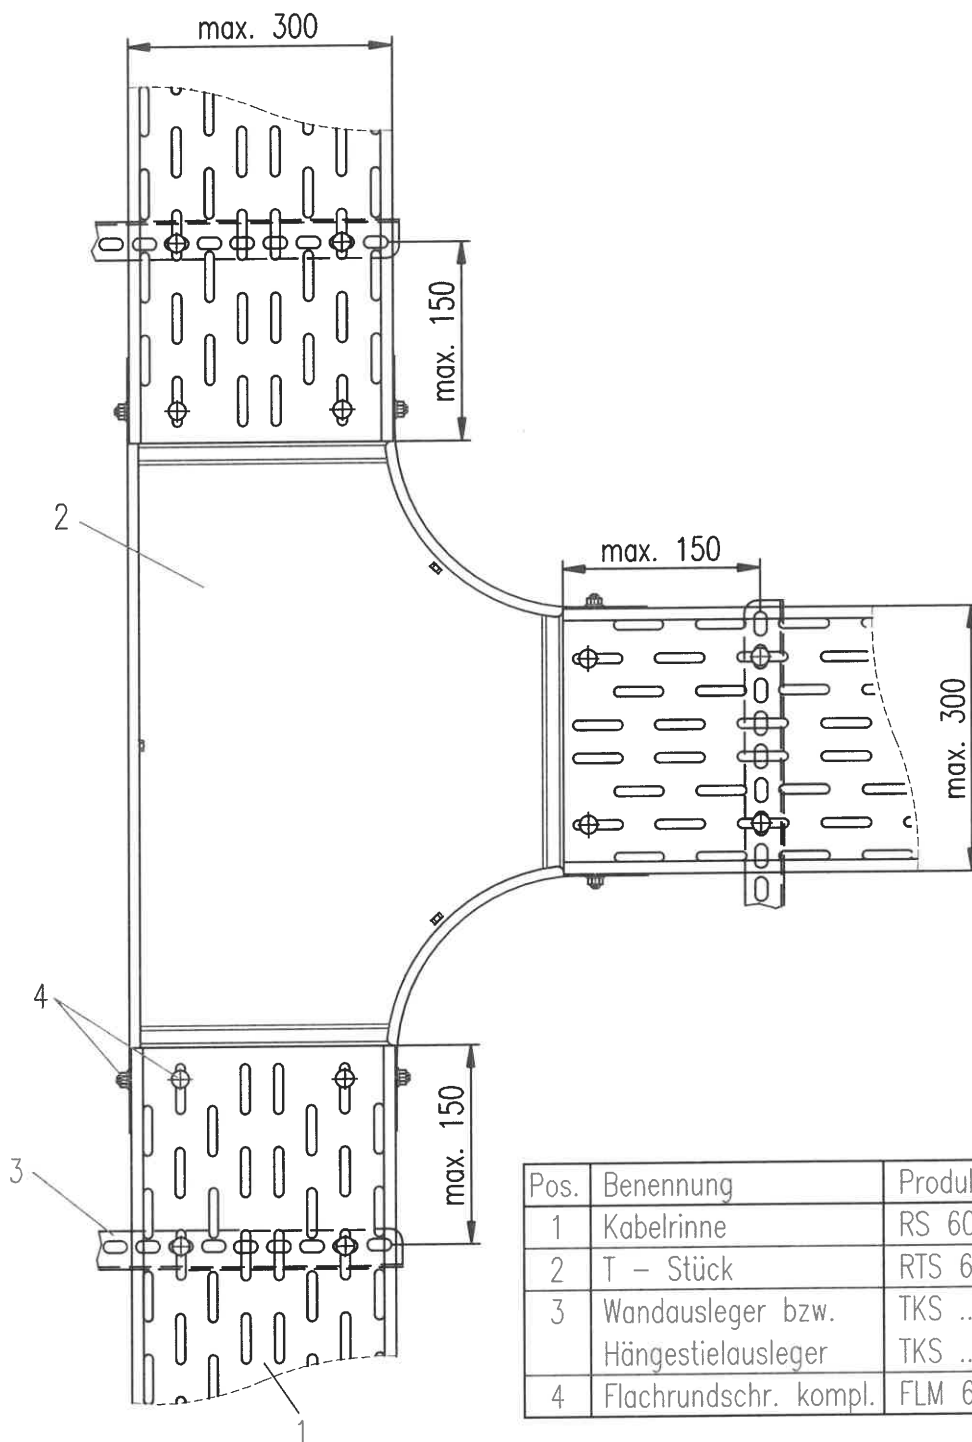 max. 300
max. 150
2
max. 150
max. 300
4
max. 150
3
Pos. Benennung
1 Kabelrinne RS 60
2 T – Stück RTS 6
3 Wandausleger bzw. TKS ..
Hängestielausleger TKS ..
4 Flachrundschr. kompl. FLM 6
1